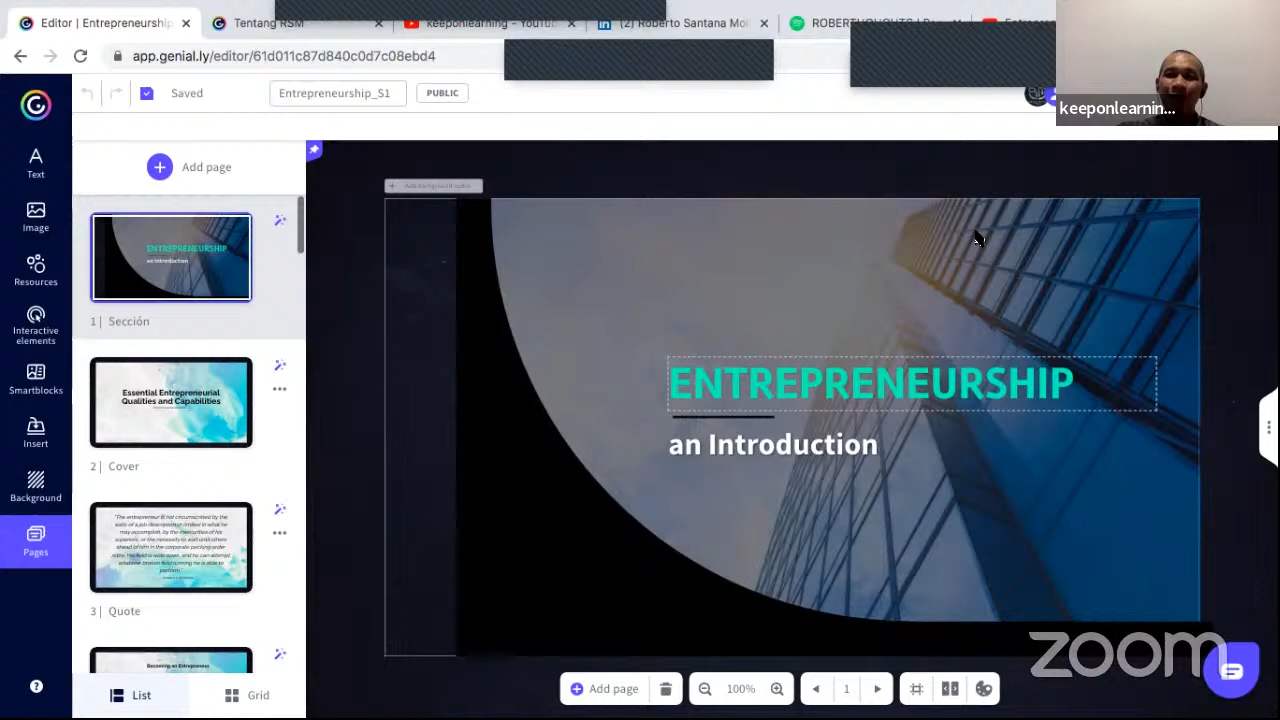 Editor | Entrepreneurship
Tentang RSM
keeponlearning – YouTube
(2) Roberto Santana Mo
app.genial.ly/editor/61d011c87d840c0d7c08ebd4
keeponlearnin...
Saved
Entrepreneurship_S1
PUBLIC
Text
Image
Resources
Interactive
elements
Smartblocks
Insert
Background
Pages
Add page
ENTREPRENEURSHIP
an Introduction
1 | Sección
Essential Entrepreneurial
Qualities and Capabilities
2 | Cover
3 | Quote
Becoming an Entrepreneur
List
Grid
ENTREPRENEURSHIP
an Introduction
Add page
100%
1
zoom